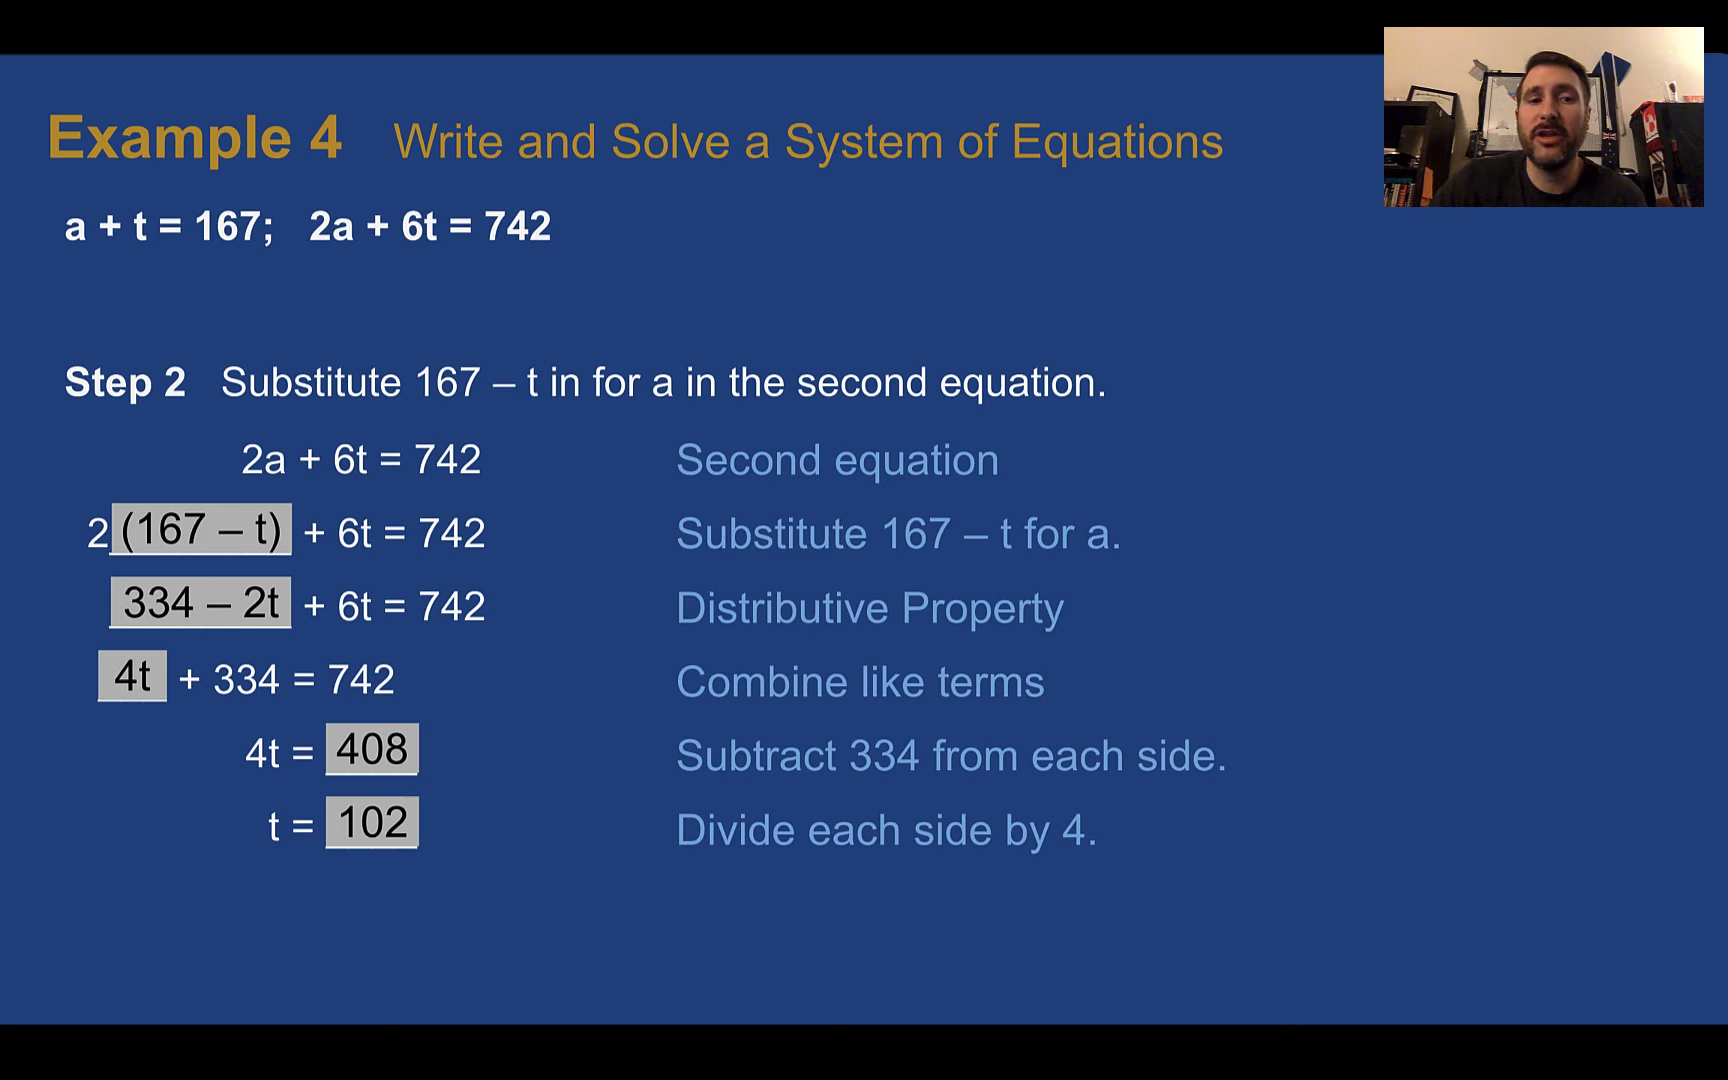 Example 4 Write and Solve a System of Equations
a + t = 167; 2a + 6t = 742
Step 2 Substitute 167 – t in for a in the second equation.
2a + 6t = 742 Second equation
2(167 – t) + 6t = 742 Substitute 167 – t for a.
334 – 2t + 6t = 742 Distributive Property
4t + 334 = 742 Combine like terms
4t = 408 Subtract 334 from each side.
t = 102 Divide each side by 4.